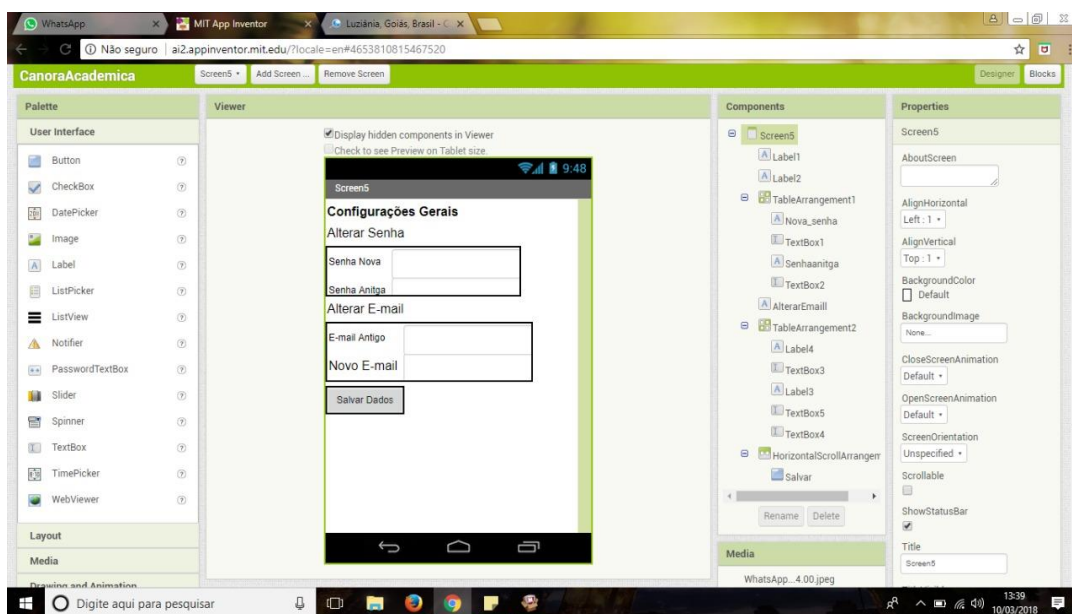 WhatsApp
MIT App Inventor
Luziânia, Goiás, Brasil - C
Não seguro | ai2.appinventor.mit.edu/?locale=en#4653810815467520
CanoraAcademica
Screen5
Add Screen ...
Remove Screen
Designer
Blocks
Palette
User Interface
Button
CheckBox
DatePicker
Image
Label
ListPicker
ListView
Notifier
PasswordTextBox
Slider
Spinner
TextBox
TimePicker
WebViewer
Layout
Media
Drawing and Animation
Viewer
Display hidden components in Viewer
Check to see Preview on Tablet size.
9:48
Screen5
Configurações Gerais
Alterar Senha
Senha Nova
Senha Anitga
Alterar E-mail
E-mail Antigo
Novo E-mail
Salvar Dados
Components
Screen5
Label1
Label2
TableArrangement1
Nova_senha
TextBox1
Senhaanitga
TextBox2
AlterarEmaill
TableArrangement2
Label4
TextBox3
Label3
TextBox5
TextBox4
HorizontalScrollArrangem
Salvar
Rename
Delete
Media
WhatsApp...4.00.jpeg
Properties
Screen5
AboutScreen
AlignHorizontal
Left : 1
AlignVertical
Top : 1
BackgroundColor
Default
BackgroundImage
None...
CloseScreenAnimation
Default
OpenScreenAnimation
Default
ScreenOrientation
Unspecified
Scrollable
ShowStatusBar
Title
Screen5
Digite aqui para pesquisar
13:39
10/03/2018